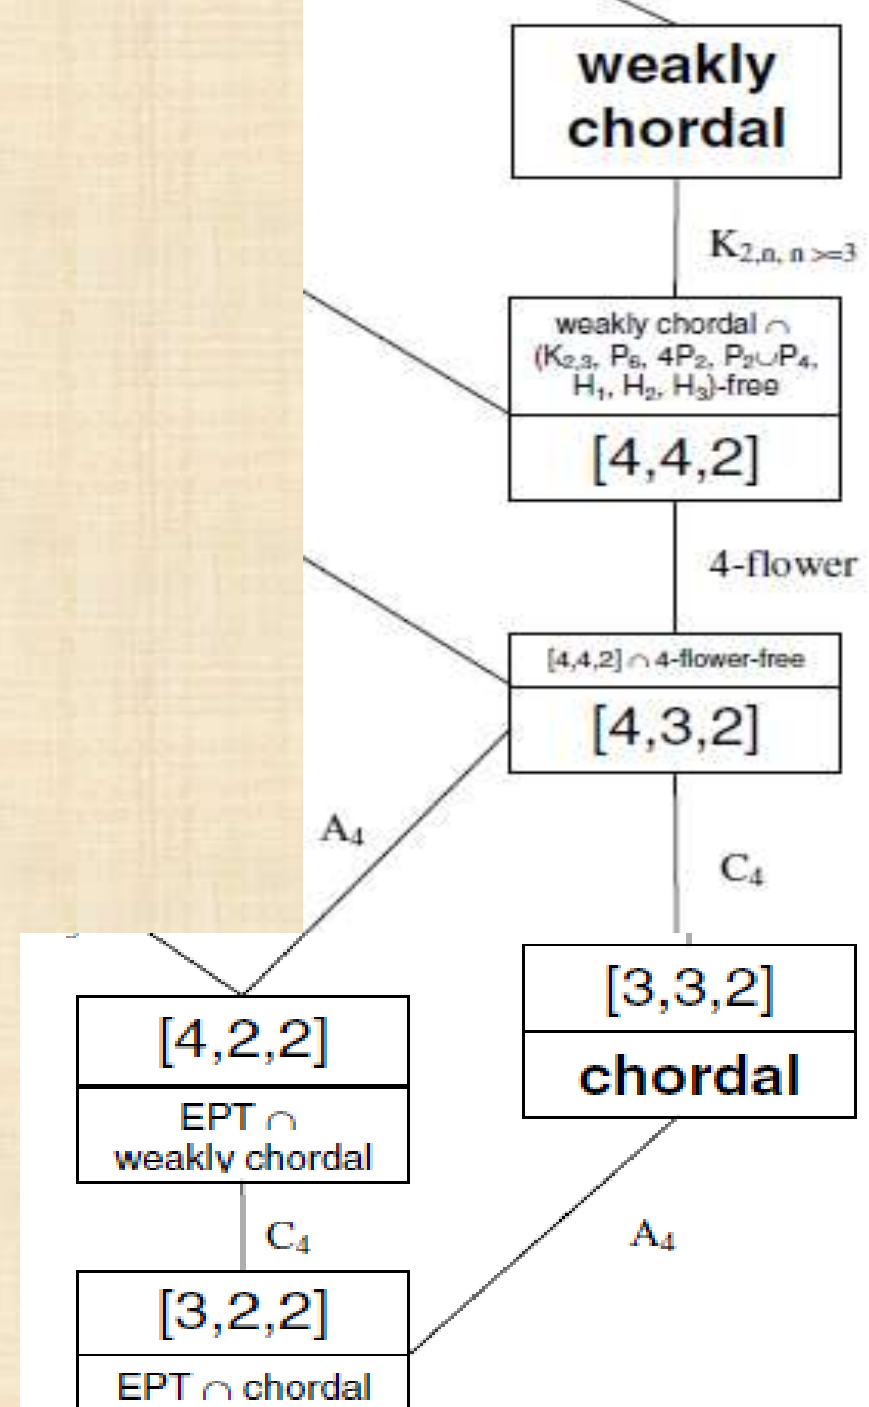 weakly
chordal
K2,n, n >=3
weakly chordal ∩
(K2,3, P6, 4P2, P2∪P4,
H1, H2, H3)-free
[4,4,2]
4-flower
[4,4,2] ∩ 4-flower-free
[4,3,2]
A4
C4
[3,3,2]
chordal
[4,2,2]
EPT ∩
weakly chordal
C4
A4
[3,2,2]
EPT ∩ chordal